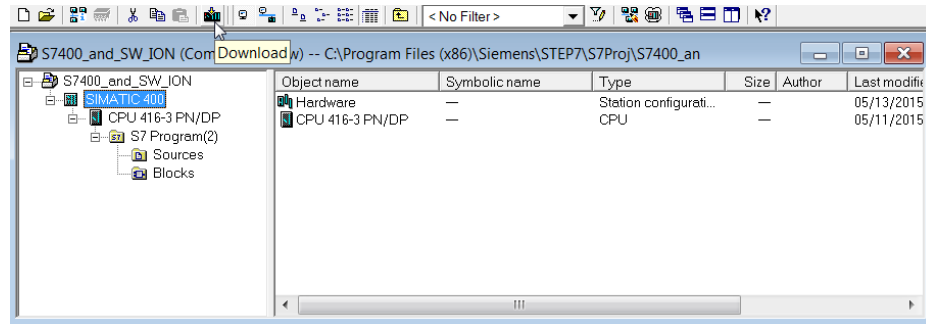 < No Filter >
S7400_and_SW_ION (Com Download w) -- C:\Program Files (x86)\Siemens\STEP7\S7Proj\S7400_an
S7400_and_SW_ION
SIMATIC 400
CPU 416-3 PN/DP
S7 Program(2)
Sources
Blocks
Object name Symbolic name Type Size Author Last modifie
Hardware — Station configurati... — 05/13/2015
CPU 416-3 PN/DP — CPU — 05/11/2015